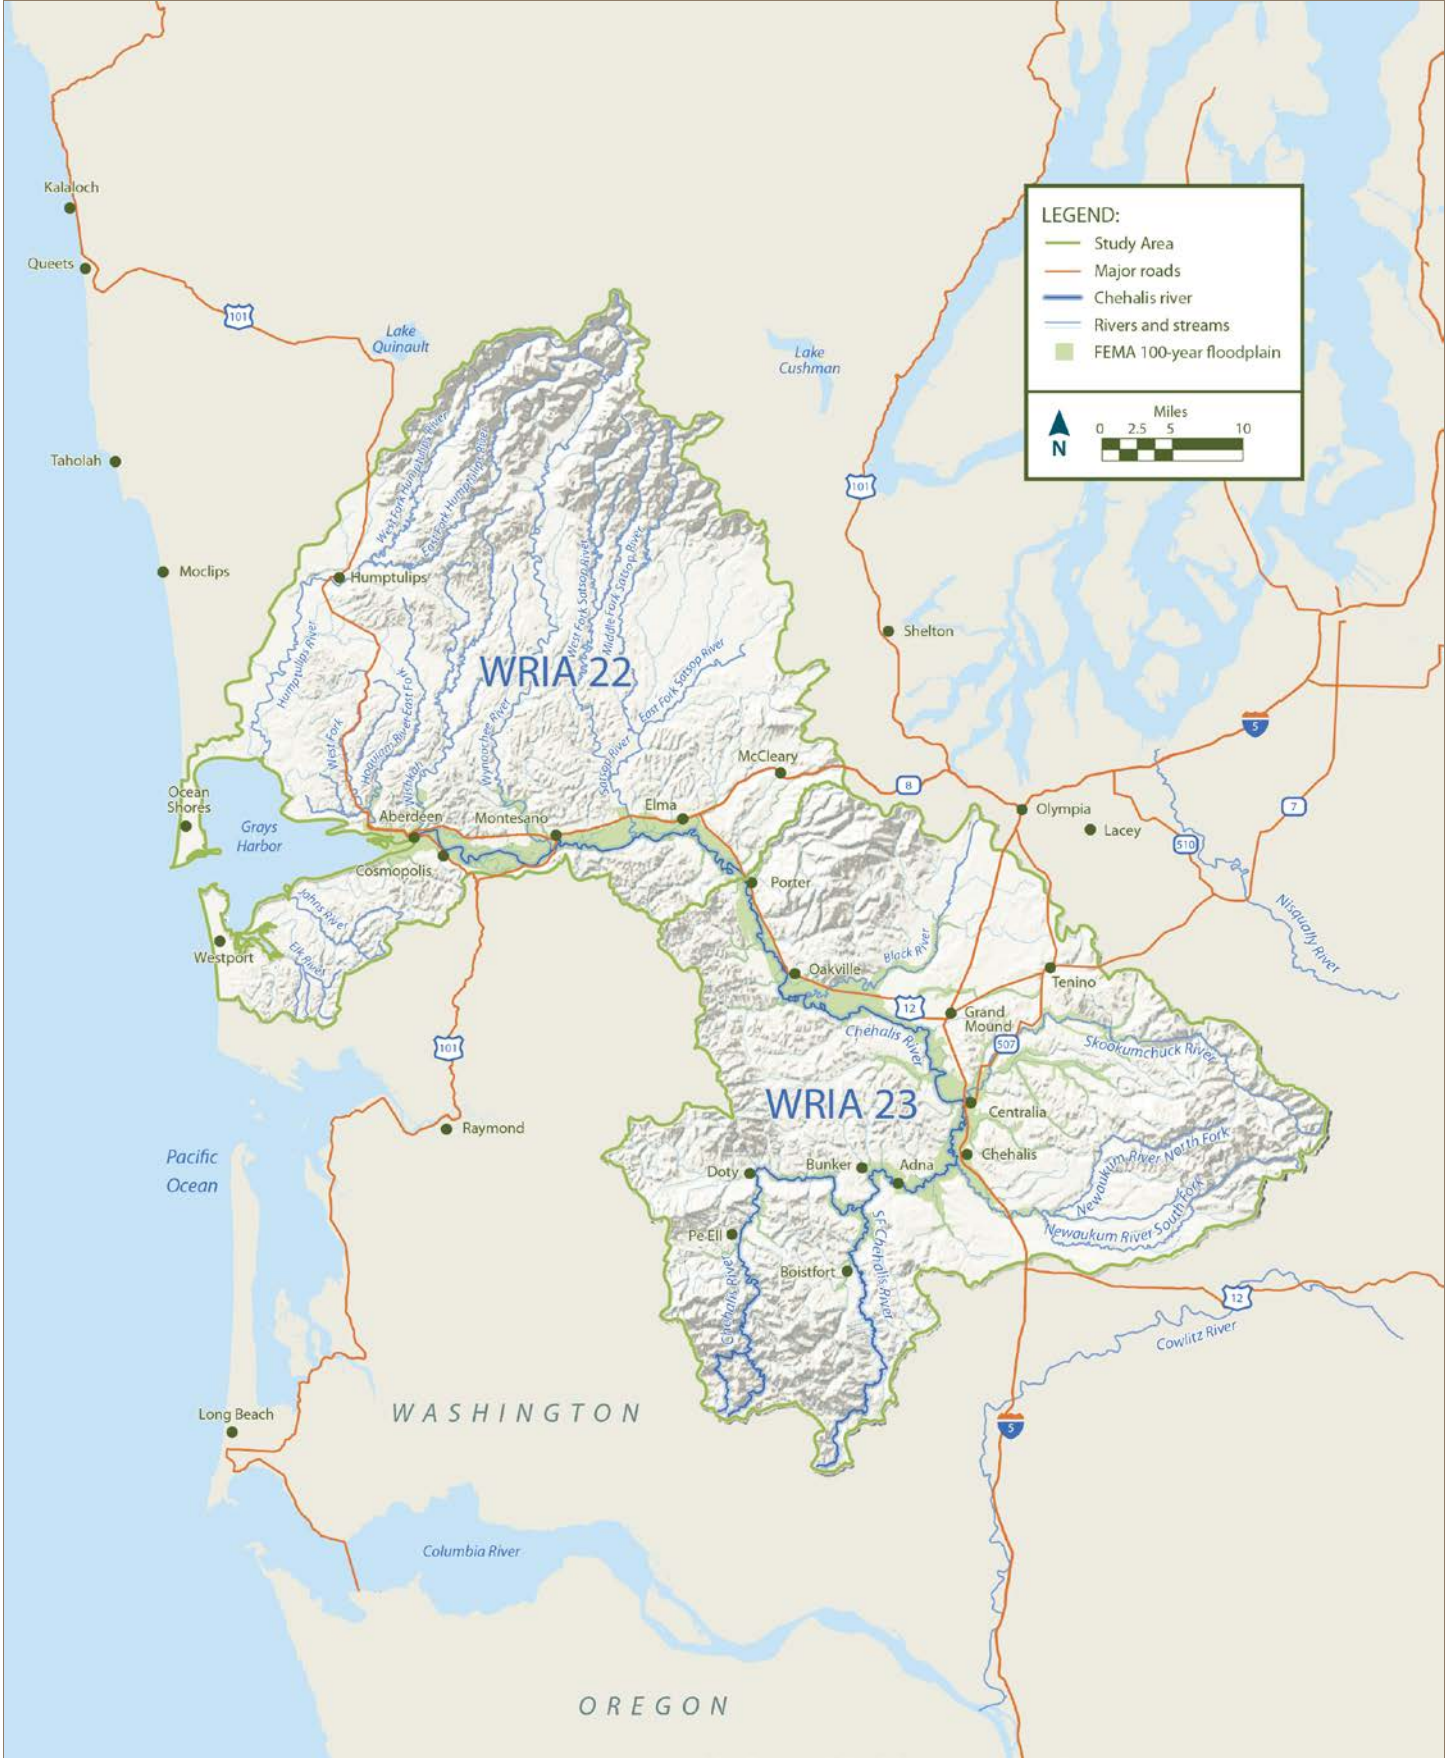 Kalaloch
Queets
101
Lake
Quinault
Lake
Cushman
LEGEND:
Study Area
Major roads
Chehalis river
Rivers and streams
FEMA 100-year floodplain
Miles
0 2.5 5 10
N
Taholah
101
West Fork Humptulips River
East Fork Humptulips River
Moclips
Humptulips
West Fork Satsop River
Middle Fork Satsop River
Shelton
Humptulips River
WRIA 22
East Fork Satsop River
West Fork
Hoquiam River East Fork
Wishkah
Wynoochee River
Satsop River
McCleary
5
8
7
Ocean
Shores
Grays
Harbor
Aberdeen
Montesano
Elma
Olympia
Lacey
510
Cosmopolis
Porter
Johns River
Elk River
Westport
Black River
Nisqually River
Oakville
Tenino
12
Grand
Mound
Chehalis River
507
Skookumchuck River
101
WRIA 23
Centralia
Raymond
Pacific
Ocean
Doty
Bunker
Adna
Chehalis
Newaukum River North Fork
Newaukum River South Fork
Pe Ell
SF Chehalis River
Boistfort
Chehalis River
12
Cowlitz River
WASHINGTON
Long Beach
5
Columbia River
OREGON